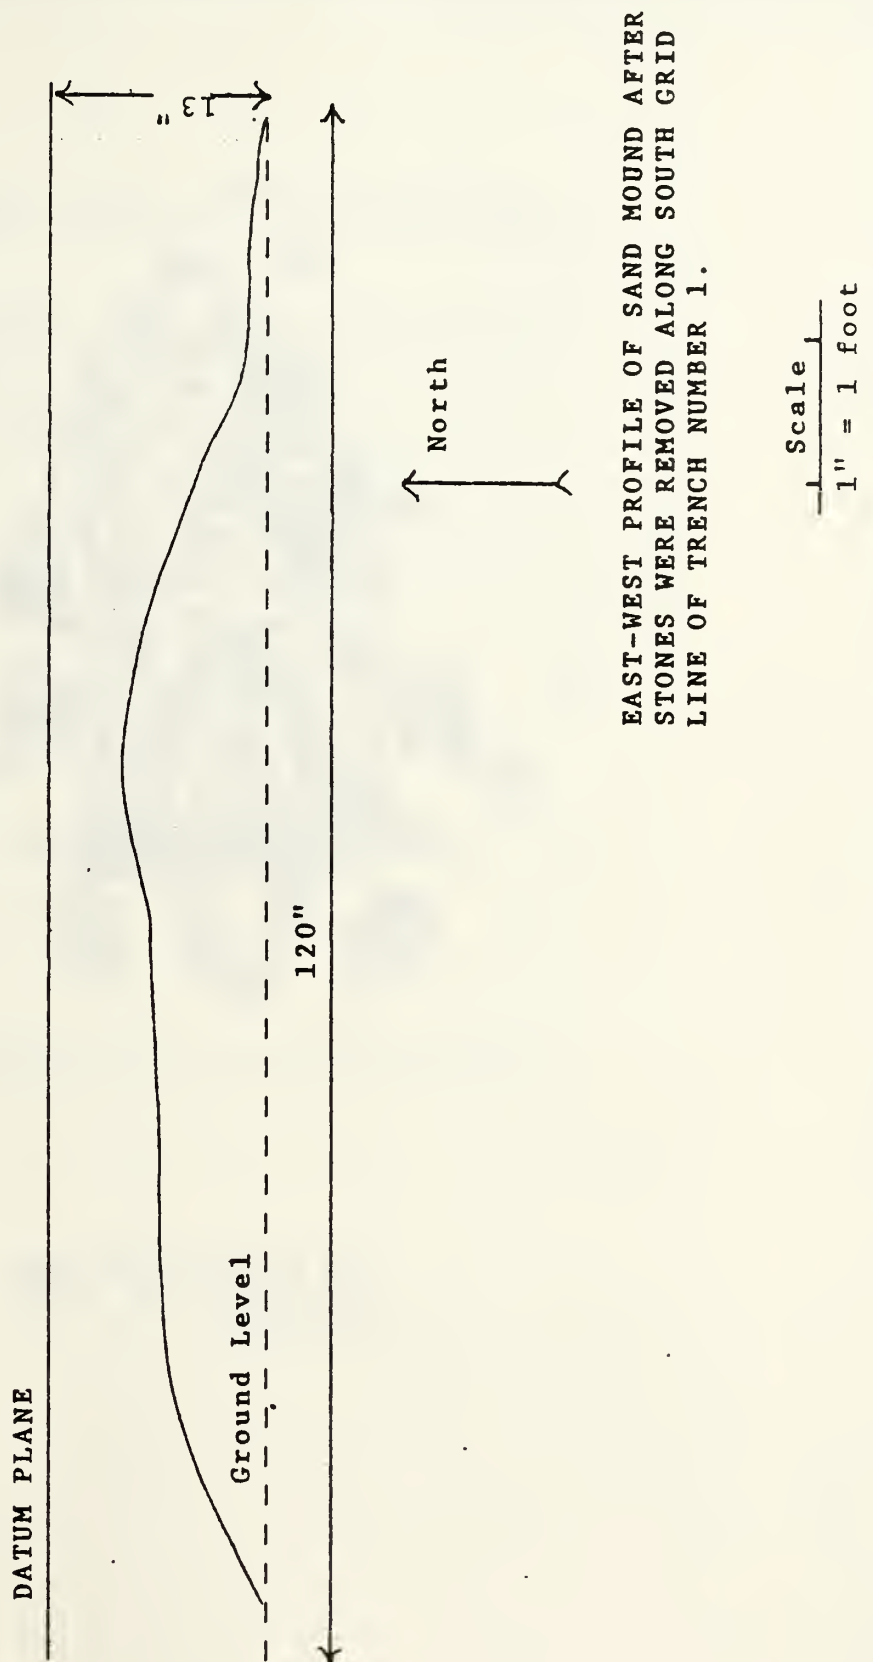 DATUM PLANE
13"
Ground Level
120"
North
EAST-WEST PROFILE OF SAND MOUND AFTER
STONES WERE REMOVED ALONG SOUTH GRID
LINE OF TRENCH NUMBER 1.
Scale
1" = 1 foot